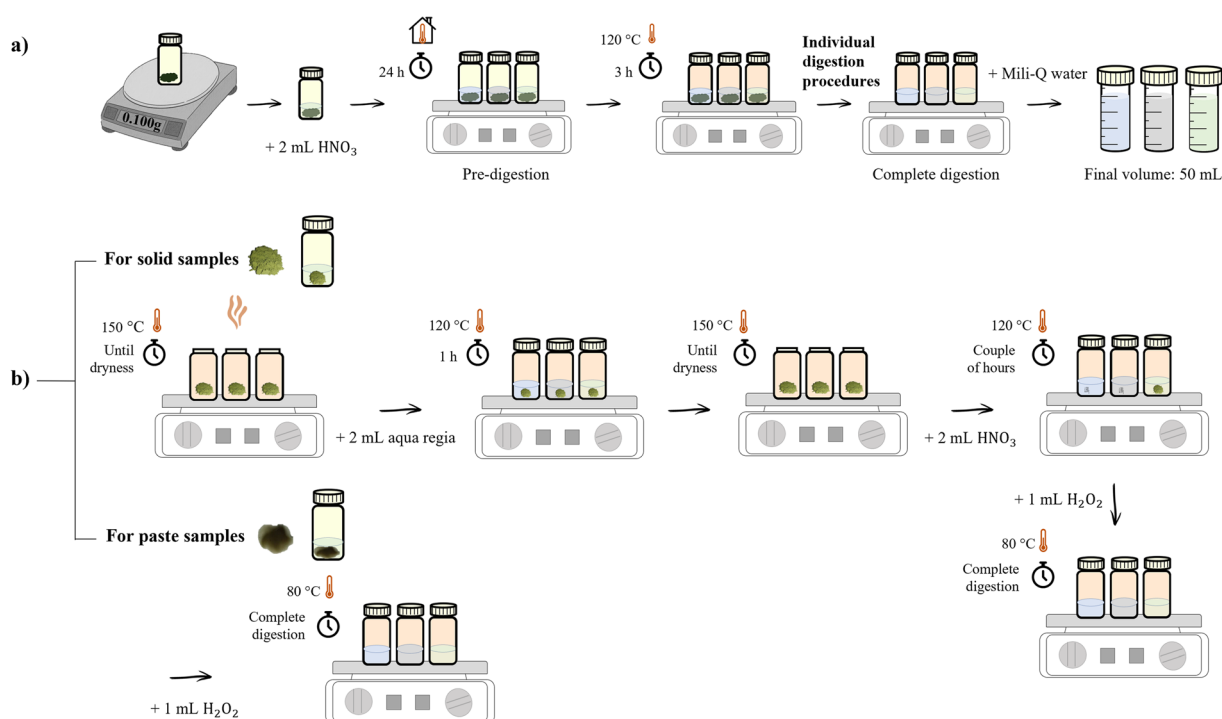 a)
0.100g
+ 2 mL HNO₃
24 h
Pre-digestion
120 °C
3 h
Individual
digestion
procedures
Complete digestion
+ Mili-Q water
Final volume: 50 mL
b)
For solid samples
150 °C
Until
dryness
+ 2 mL aqua regia
120 °C
1 h
150 °C
Until
dryness
+ 2 mL HNO₃
120 °C
Couple
of hours
+ 1 mL H₂O₂
80 °C
Complete
digestion
For paste samples
+ 1 mL H₂O₂
80 °C
Complete
digestion